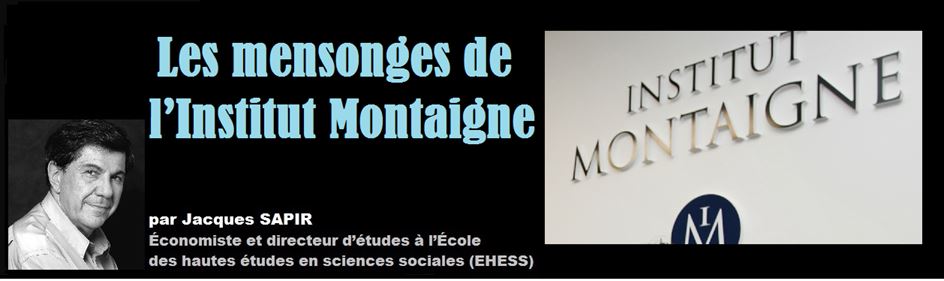 Les mensonges de
l'Institut Montaigne
par Jacques SAPIR
Économiste et directeur d'études à l'École
des hautes études en sciences sociales (EHESS)
INSTITUT
MONTAIGNE
IM